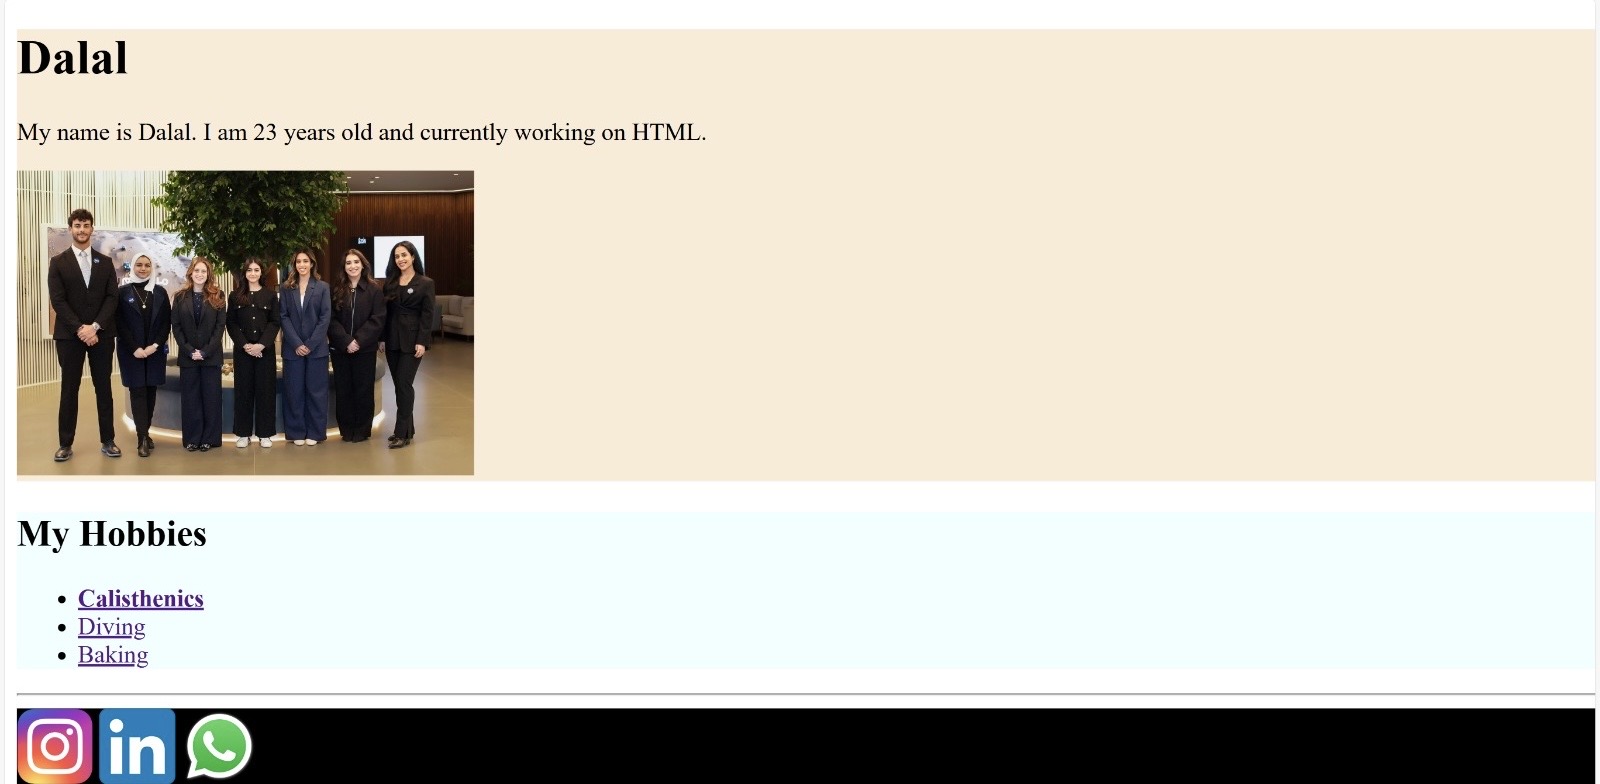 Dalal
My name is Dalal. I am 23 years old and currently working on HTML.
My Hobbies
Calisthenics
Diving
Baking
in